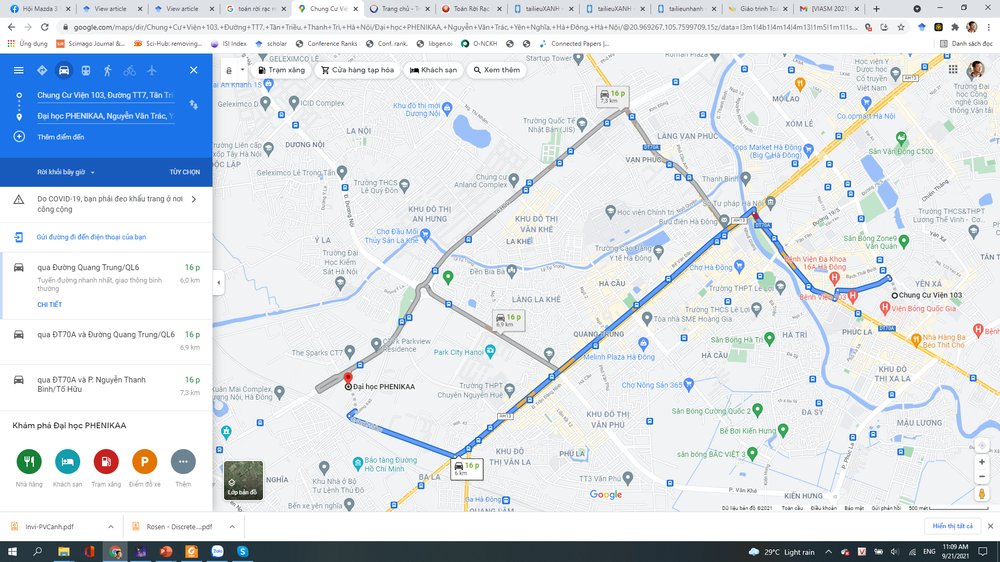 Hội Mazda 3 V
View article
View article
toán rời rạc ng
Chung Cư Việ
Trang chủ - Tr
Toán Rời Rạc (
tailieuXANH -
tailieuXANH -
tailieunhanh -
Giáo trình Toá
[VIASM 2021]
google.com/maps/dir/Chung+Cư+Viện+103,+Đường+TT7,+Tân+Triều,+Thanh+Trì,+Hà+Nội/Đại+học+PHENIKAA,+Nguyễn+Văn+Trác,+Yên+Nghĩa,+Hà+Đông,+Hà+Nội/@20.969267,105.7599709,15z/data=!3m1!4b1!4m14!4m13!1m5!1m1!1s...
Ứng dụng
Scimago Journal &...
Sci-Hub: removing...
ISI Index
scholar
Conference Ranks
Conf. rank.
libgen.oi
O-NCKH
Connected Papers |...
Danh sách đọc
Chung Cư Viện 103, Đường TT7, Tân Tri
Đại học PHENIKAA, Nguyễn Văn Trác, Y
Thêm điểm đến
Rời khỏi bây giờ
TÙY CHỌN
Do COVID-19, bạn phải đeo khẩu trang ở nơi
công cộng
Gửi đường đi đến điện thoại của bạn
qua Đường Quang Trung/QL6
16 p
Tuyến đường nhanh nhất, giao thông bình
thường
6,0 km
CHI TIẾT
qua ĐT70A và Đường Quang Trung/QL6
16 p
6,9 km
qua ĐT70A và P. Nguyễn Thanh
Bình/Tố Hữu
16 p
7,3 km
Khám phá Đại học PHENIKAA
Nhà hàng
Khách sạn
Trạm xăng
Điểm đỗ xe
Thêm
ê
Trạm xăng
Cửa hàng tạp hóa
Khách sạn
Xem thêm
GELEXIMCO LÊ...
Startup Tower
Roman Plaza
Học viện Y
Dược học
Cổ truyền
Việt Nam
AH13
Trường Đại
học Công
nghệ Giao
thông Vận tải
ai An Khánh 1S
Geleximco D
ICID Complex
Khu đô thị mới
Dương Nội
16 p
7,3 km
Kim Đồng
MỘ LAO
Co.opmart Hà Nội
XÓM LẺ
Trường Quốc Tế
Nhật Bản (JIS)
LA NỘI
DƯƠNG NỘI
LÀNG VẠN PHÚC
DT70A
VẠN PHÚC
Tops Market Hà Đông
(Big C Hà Đông)
Sân Vận Động C500
Trường Liên cấp
xốp Tây Hà Nội
ĐỘC LẬP
Geleximco Lê Trọng Tấn
Trường THCS
Lê Quý Đôn
Chung cư
Anland Complex
Thanh Bình
Đ. Dương Nội
Tố Hữu
KHU ĐÔ THỊ
AN HƯNG
KHU ĐÔ THỊ
VĂN KHÊ
Sở Tư pháp Hà Nội
Học viện Chính trị
Bưu điện Hà Đông
AH13
DT70A
Đường 19/5
Chiến Thắng
Trường THCS&THPT
Lương Thế Vinh - Cơ...
Chợ Đầu Mối
Thủy Sản La Khê
LA KHÊ
Ỷ LA
Trường Đại
Học Kiểm
Sát Hà Nội
Trường Cao Đẳng
Y tế Hà Đông
Sân Bóng Zone9
Văn Quán
Yên Xá
TÂN T
Bệnh Viện Đa Khoa
16A Hà Đông
Chợ Hà Đông
Đền Bia Bà
Lý Tự Trọng
HÀ CẦU
Trường THPT Lê Lợi
Bệnh Viện 103
YÊN XÁ
Chung Cư Viện 103
Viện Bỏng Quốc Gia
LÀNG LA KHÊ
16 p
6,9 km
Trường THCS Lê Lợi
Tòa nhà SME Hoàng Gia
QUANG TRUNG
HÀ TRÌ
PHÚC LA
DT70A
Bệnh
Nhà Hàng Ba
Béo Thịt Chó
Sân Bóng Hà Trì
Melinh Plaza Hà Đông
HÀ CẦU
CT7k Parkview
Residence
The Sparks CT7
Park City Hanoi
KHU ĐÔ
THỊ XA LA
Đại học PHENIKAA
Xuân Mai Complex,
Dương Nội, Hà Đông
Trường THPT
Chuyên Nguyễn Huệ
Chợ Nông Sản 365
AH13
Đ. Quyết Thắng
Đường A40
KHU ĐÔ THỊ
VĂN PHÚ
Sân Bóng Cường Quốc 2
ĐA SỸ
MẬU LƯƠNG
Bể Bơi Kiến Hưng
KHU ĐÔ
THỊ VĂN LA
PHÚ LA
sân bóng BẮC VIỆT 3
16 p
6 km
Bảo tàng Đường
Hồ Chí Minh
BA LA
NGHĨA
Khu Nhà ở Bộ
Tư Lệnh Thủ Đô
TT3 Văn Phú
P. Văn Khê
P. Phúc La
KIẾN HƯNG
Lớp bản đồ
Bến xe yên nghĩa
Ga Hà Đông
QUANG LÃM
Google
Dữ liệu bản đồ ©2021
Toàn cầu
Điều khoản
Bảo mật
Gửi phản hồi
500 mét
Invi-PVCanh.pdf
Rosen - Discrete....pdf
Hiển thị tất cả
Zalo
29°C Light rain
ENG
11:09 AM
9/21/2021